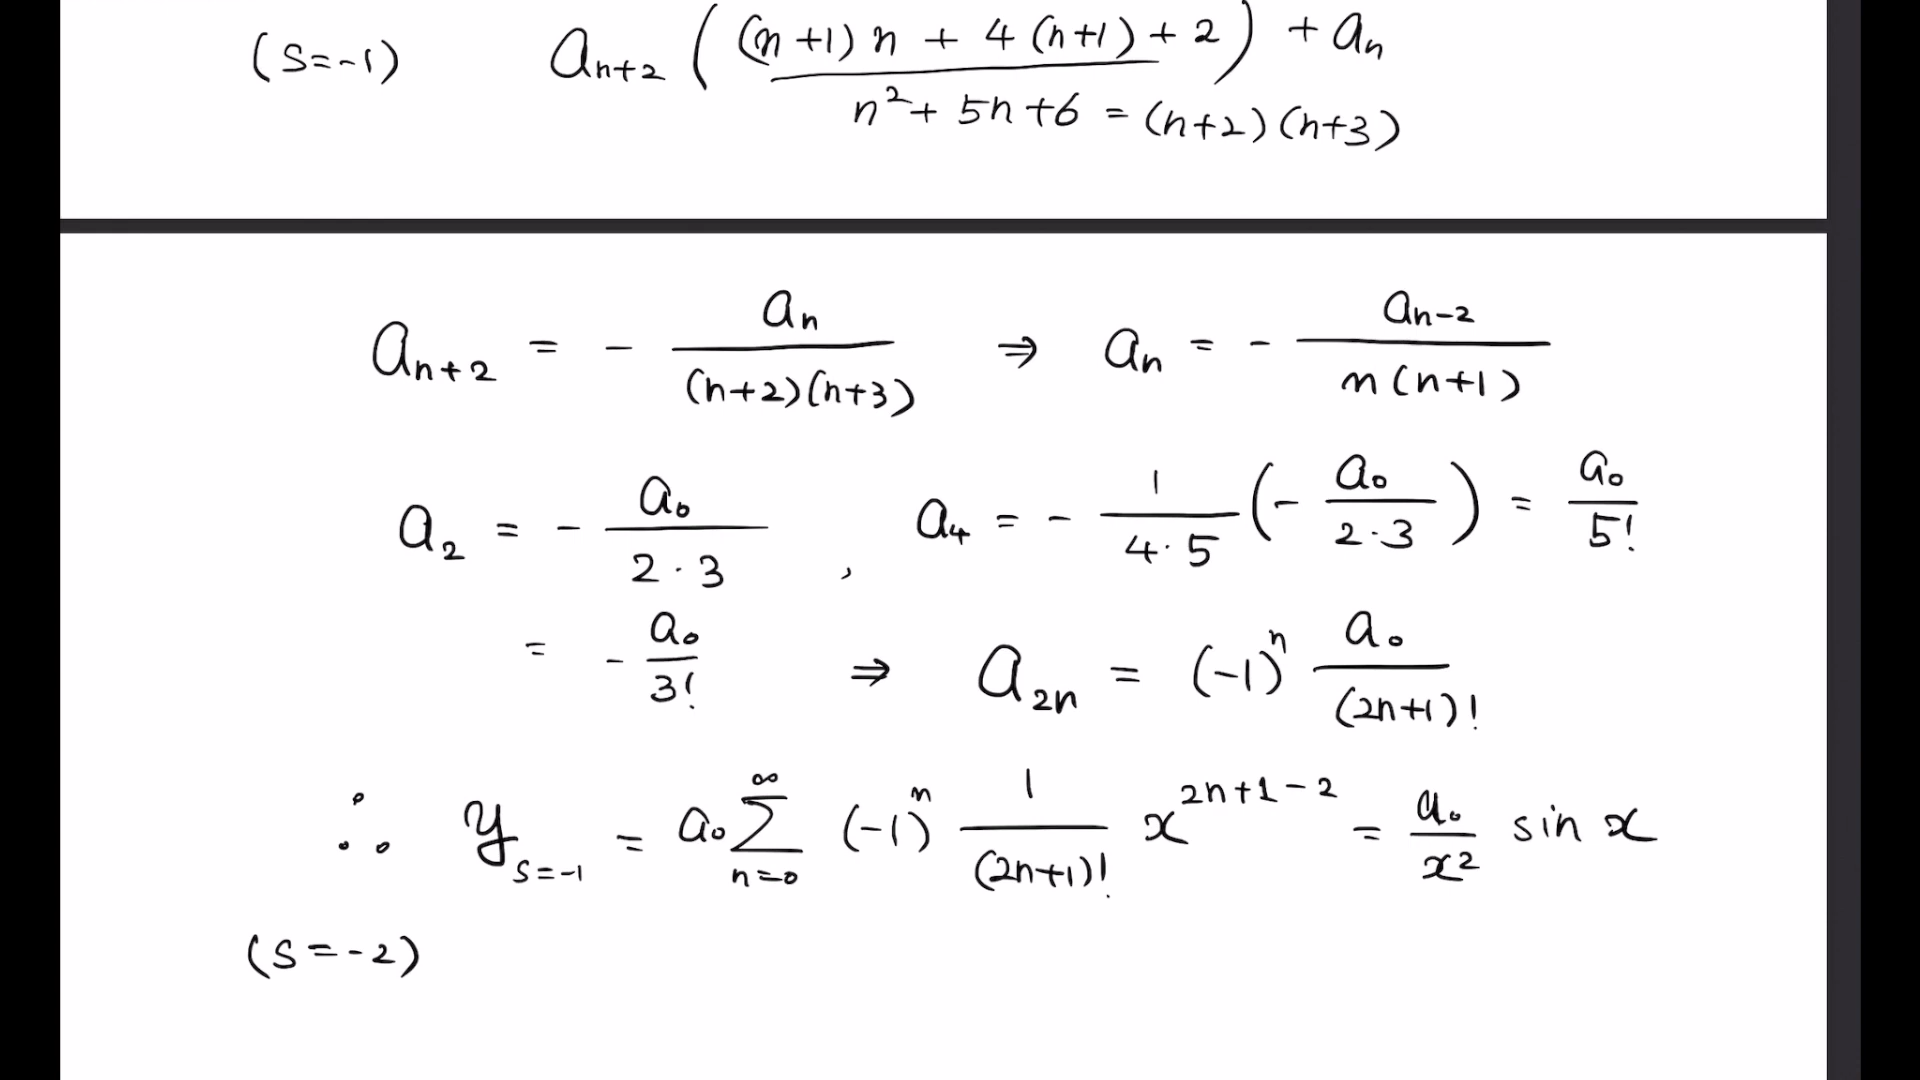 (s=-1) a_{n+2} ( (n+1)n + 4(n+1) + 2 ) + a_n
n² + 5n + 6 = (n+2)(n+3)
a_{n+2} = - a_n / (n+2)(n+3) ⇒ a_n = - a_{n-2} / n(n+1)
a_2 = - a_0 / 2·3 , a_4 = - 1 / 4·5 (- a_0 / 2·3) = a_0 / 5!
= - a_0 / 3! ⇒ a_{2n} = (-1)^n a_0 / (2n+1)!
∴ y_{s=-1} = a_0 ∑_{n=0}^{∞} (-1)^n 1 / (2n+1)! x^{2n+1-2} = a_0 / x² sin x
(s=-2)